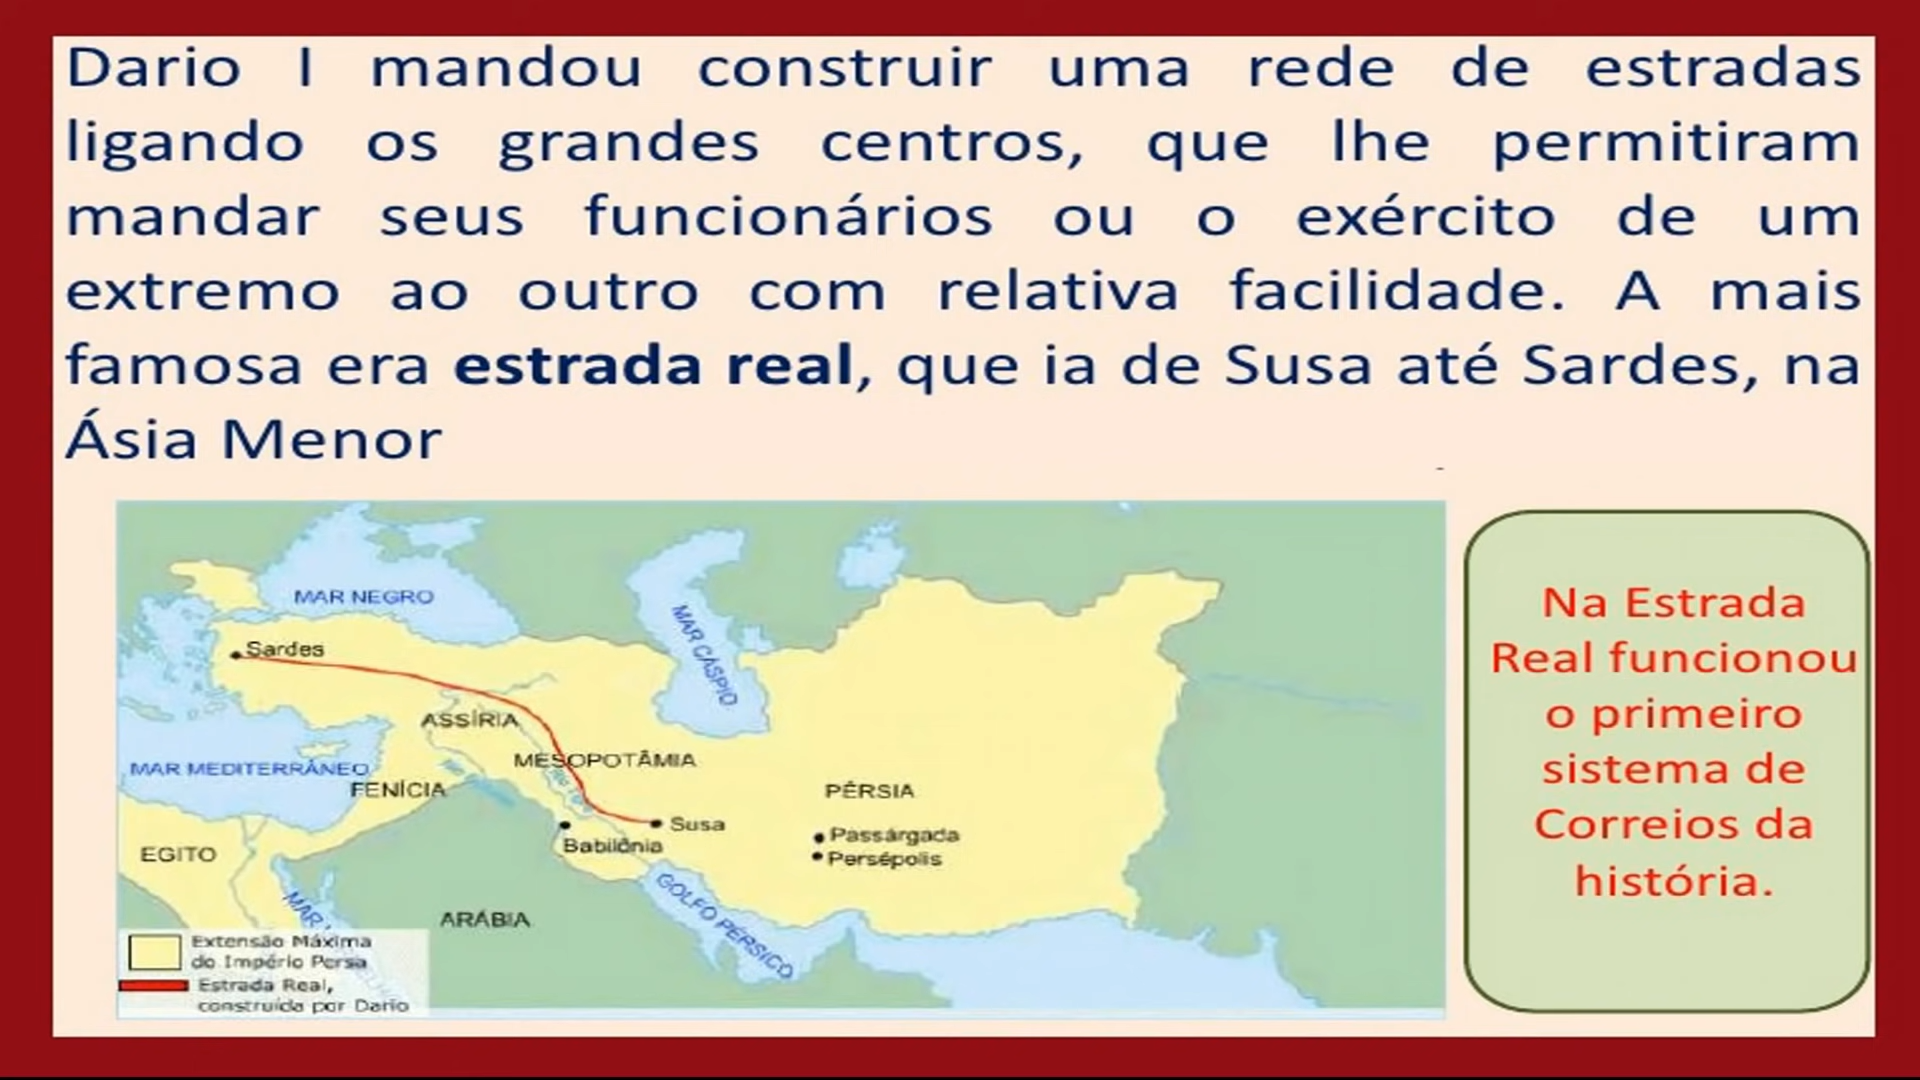 Dario I mandou construir uma rede de estradas
ligando os grandes centros, que lhe permitiram
mandar seus funcionários ou o exército de um
extremo ao outro com relativa facilidade. A mais
famosa era estrada real, que ia de Susa até Sardes, na
Ásia Menor
MAR NEGRO
MAR CÁSPIO
Sardes
ASSÍRIA
MESOPOTÂMIA
MAR MEDITERRÂNEO
FENÍCIA
PÉRSIA
Susa
Passárgada
Babilônia
Persépolis
EGITO
GOLFO PÉRSICO
MAR
ARÁBIA
Extensão Máxima
do Império Persa
Estrada Real,
construída por Dario
Na Estrada
Real funcionou
o primeiro
sistema de
Correios da
história.